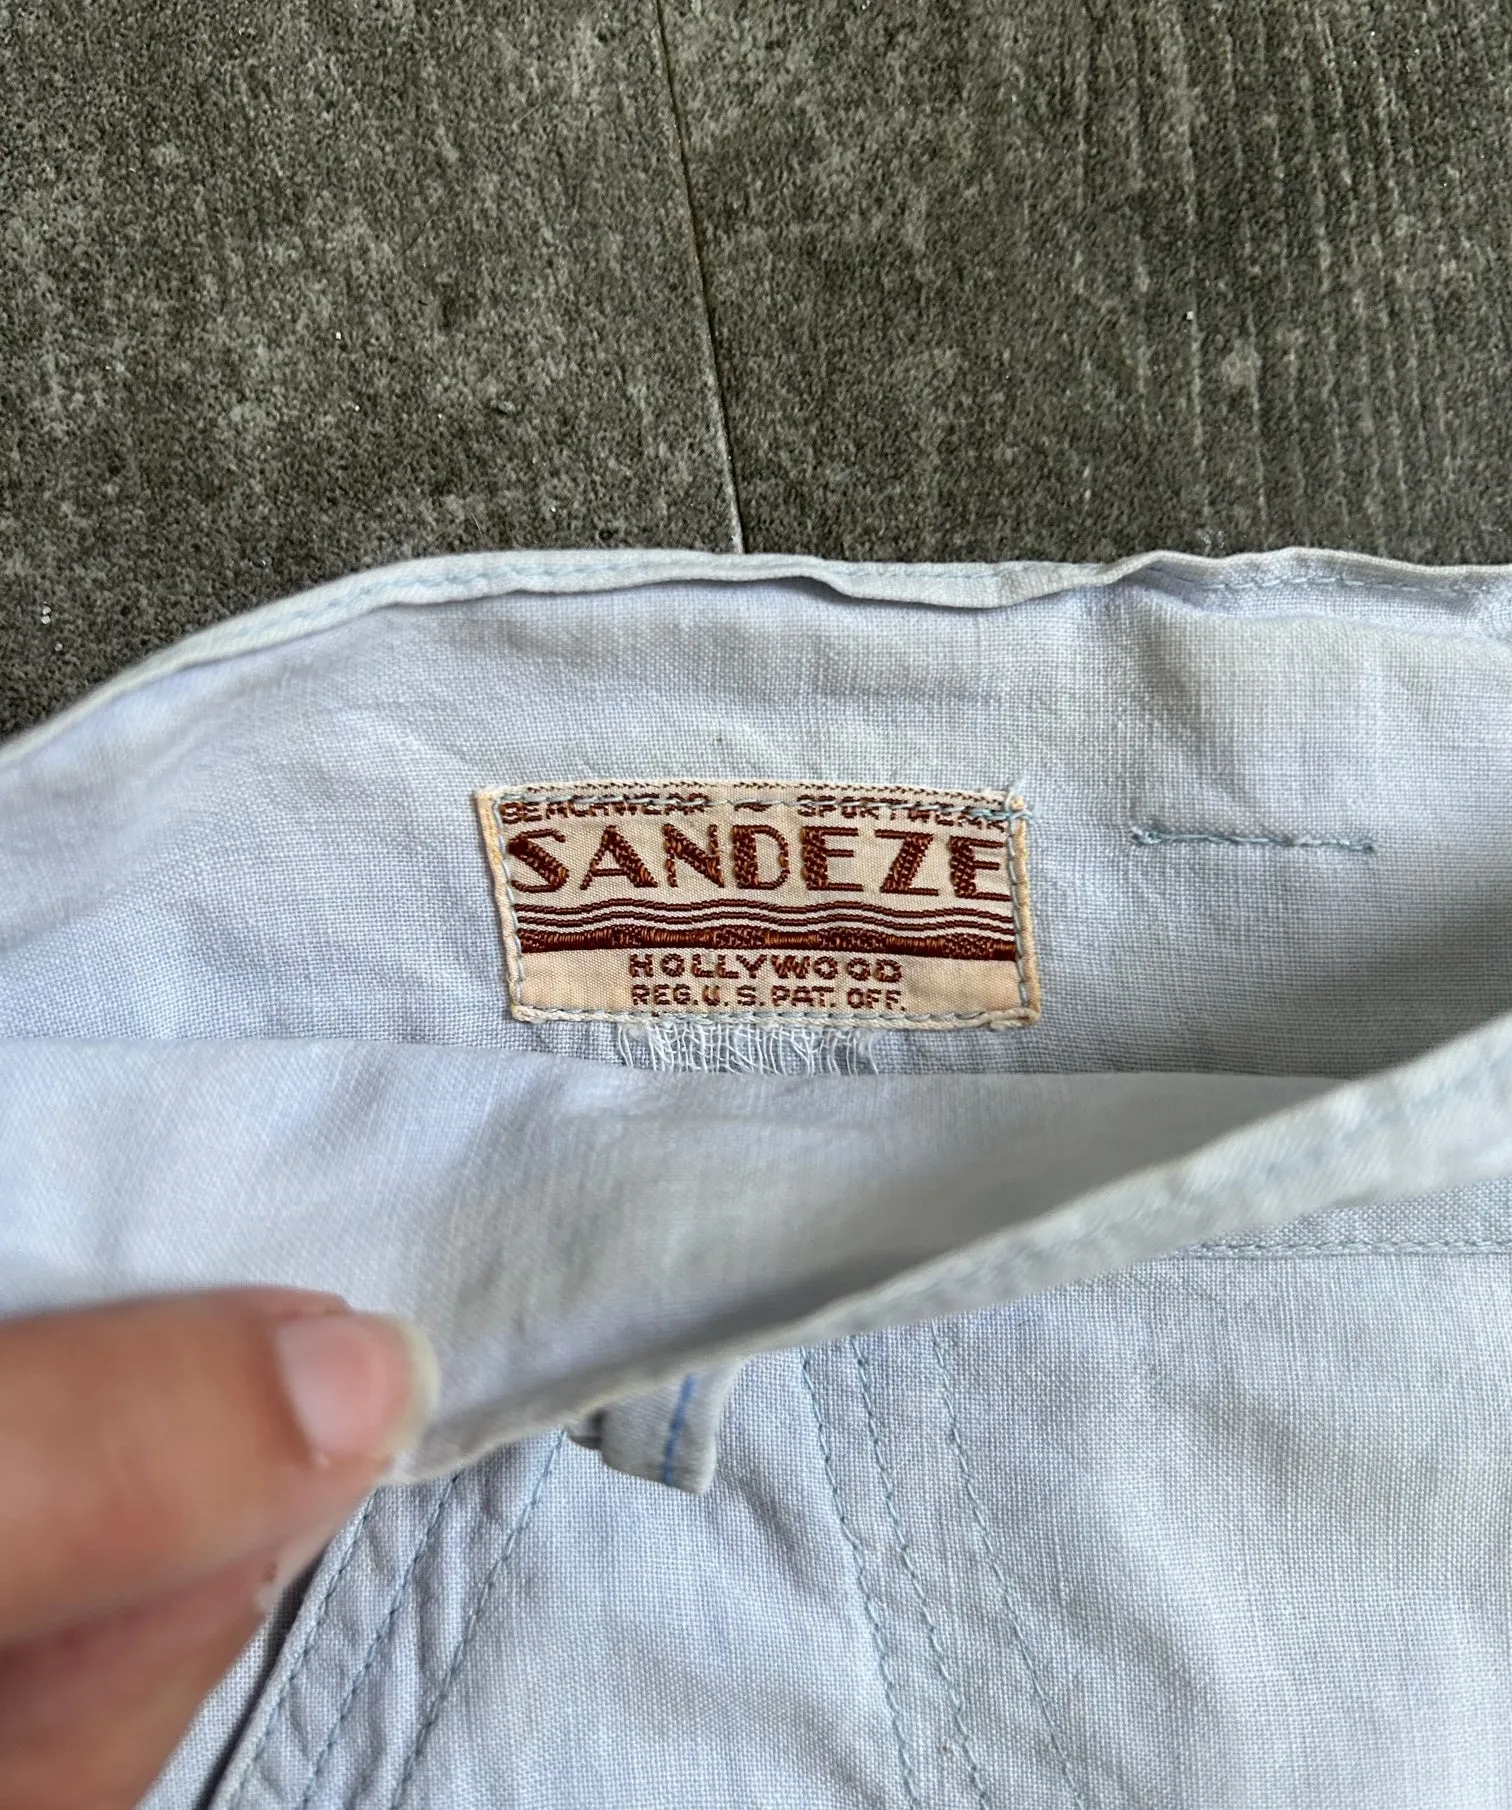 BEACHWEAR ~ SPORTWEAR
SANDEZE
HOLLYWOOD
REG. U. S. PAT. OFF.